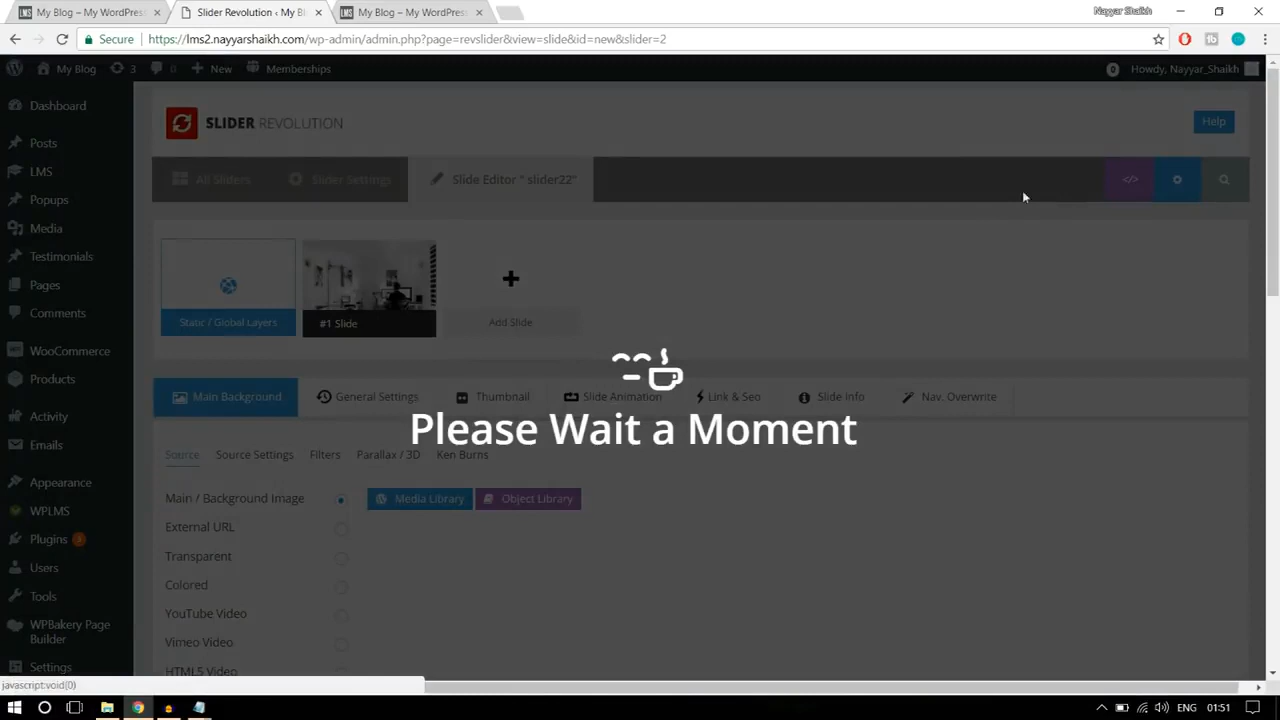 My Blog – My WordPress
Slider Revolution ‹ My Bl
My Blog – My WordPress
Nayyar Shaikh
Secure
https://lms2.nayyarshaikh.com/wp-admin/admin.php?page=revslider&view=slide&id=new&slider=2
My Blog
3
0
New
Memberships
0
Howdy, Nayyar_Shaikh
Dashboard
Posts
LMS
Popups
Media
Testimonials
Pages
Comments
WooCommerce
Products
Activity
Emails
Appearance
WPLMS
Plugins 3
Users
Tools
WPBakery Page
Builder
Settings
SLIDER REVOLUTION
Help
All Sliders
Slider Settings
Slide Editor " slider22"
</>
Static / Global Layers
#1 Slide
Add Slide
Main Background
General Settings
Thumbnail
Slide Animation
Link & Seo
Slide Info
Nav. Overwrite
Please Wait a Moment
Source
Source Settings
Filters
Parallax / 3D
Ken Burns
Main / Background Image
Media Library
Object Library
External URL
Transparent
Colored
YouTube Video
Vimeo Video
HTML5 Video
javascript:void(0)
ENG
01:51